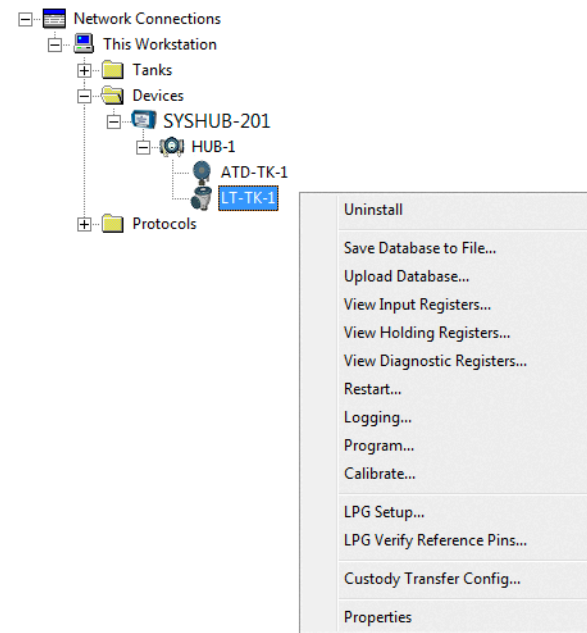 Network Connections
This Workstation
Tanks
Devices
SYSHUB-201
HUB-1
ATD-TK-1
LT-TK-1
Protocols
Uninstall
Save Database to File...
Upload Database...
View Input Registers...
View Holding Registers...
View Diagnostic Registers...
Restart...
Logging...
Program...
Calibrate...
LPG Setup...
LPG Verify Reference Pins...
Custody Transfer Config...
Properties